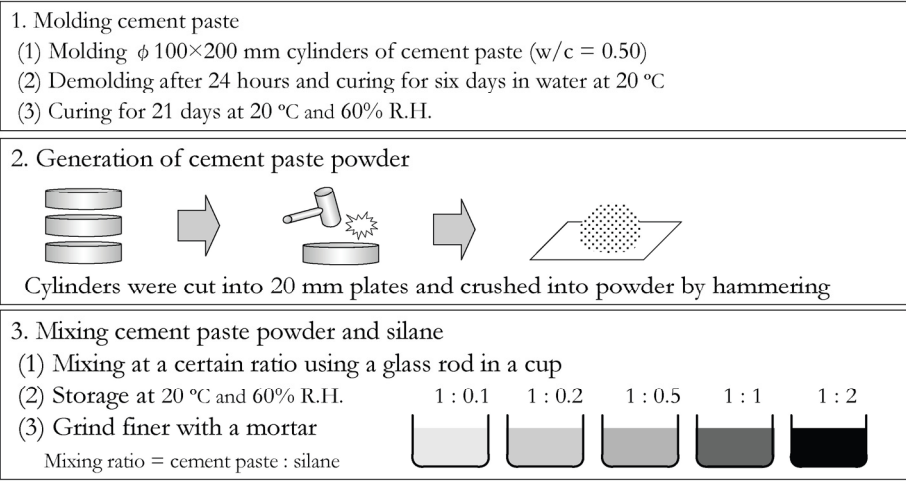 1. Molding cement paste
(1) Molding ϕ 100×200 mm cylinders of cement paste (w/c = 0.50)
(2) Demolding after 24 hours and curing for six days in water at 20 ºC
(3) Curing for 21 days at 20 ºC and 60% R.H.
2. Generation of cement paste powder
Cylinders were cut into 20 mm plates and crushed into powder by hammering
3. Mixing cement paste powder and silane
(1) Mixing at a certain ratio using a glass rod in a cup
(2) Storage at 20 ºC and 60% R.H.
1 : 0.1 1 : 0.2 1 : 0.5 1 : 1 1 : 2
(3) Grind finer with a mortar
Mixing ratio = cement paste : silane